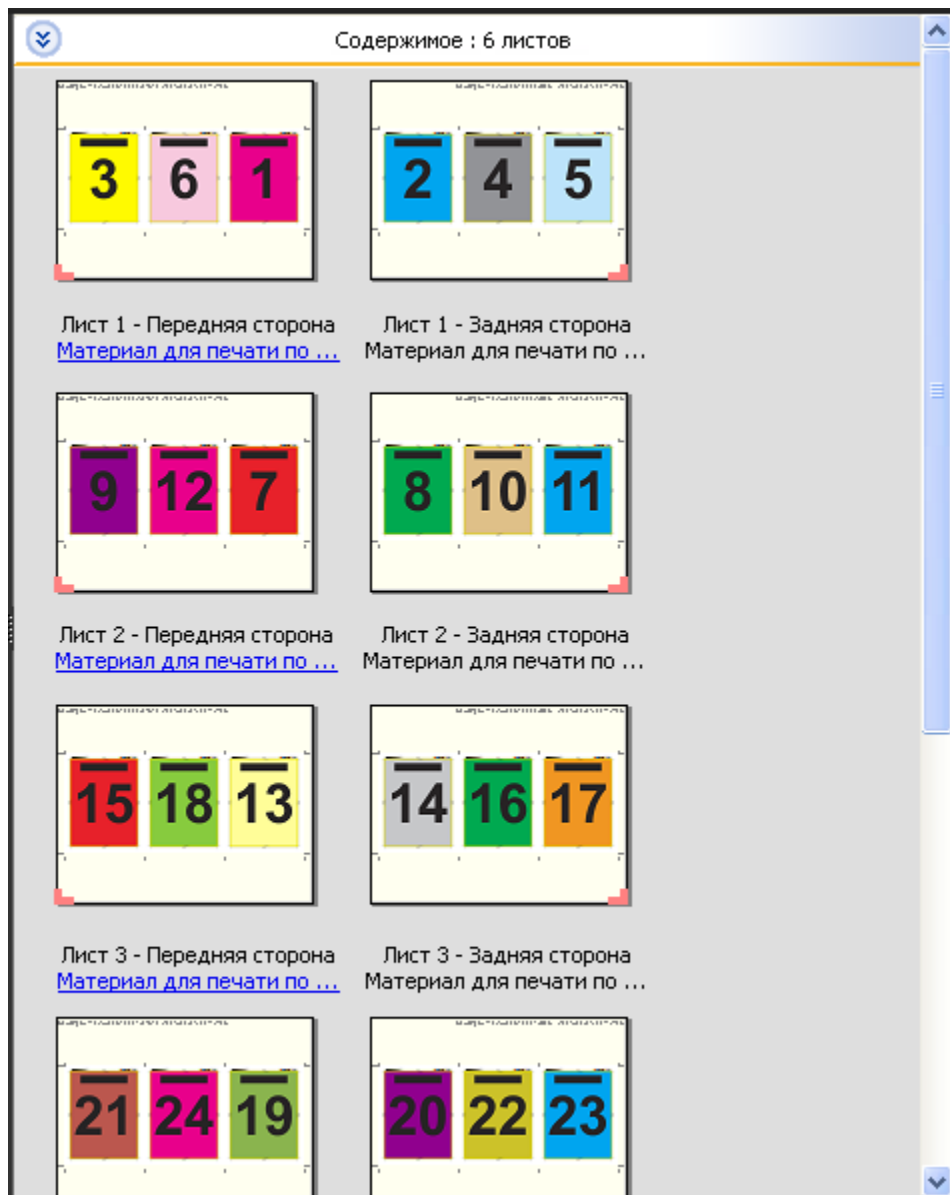 Содержимое : 6 листов
3 6 1 2 4 5
Лист 1 - Передняя сторона Лист 1 - Задняя сторона
Материал для печати по ... Материал для печати по ...
9 12 7 8 10 11
Лист 2 - Передняя сторона Лист 2 - Задняя сторона
Материал для печати по ... Материал для печати по ...
15 18 13 14 16 17
Лист 3 - Передняя сторона Лист 3 - Задняя сторона
Материал для печати по ... Материал для печати по ...
21 24 19 20 22 23